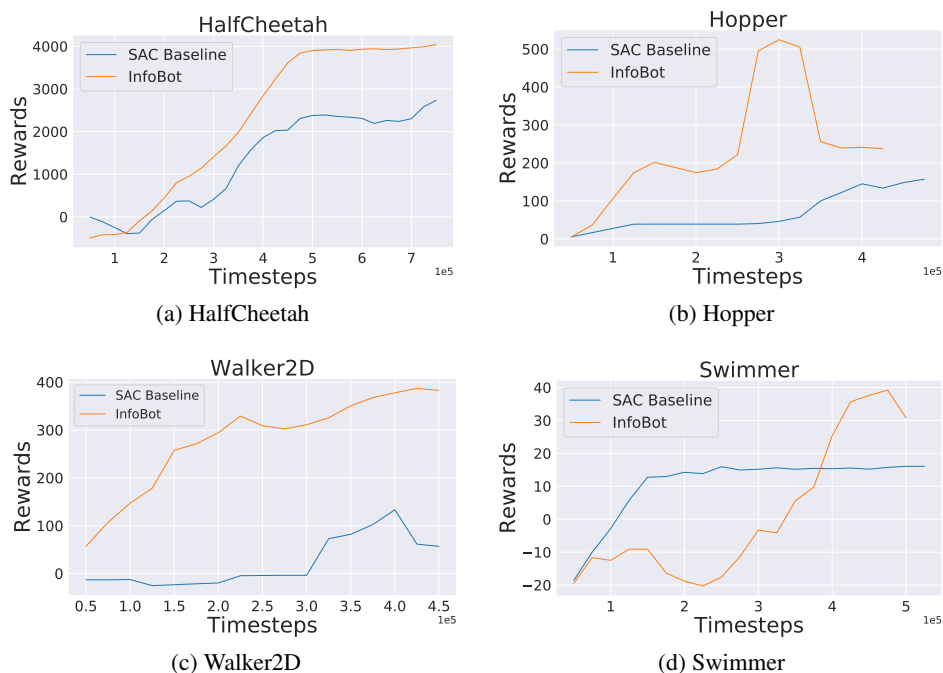 HalfCheetah
4000
3000
2000
1000
0
Rewards
SAC Baseline
InfoBot
1 2 3 4 5 6 7
1e5
Timesteps
(a) HalfCheetah
Hopper
500
400
300
200
100
0
Rewards
SAC Baseline
InfoBot
1 2 3 4
1e5
Timesteps
(b) Hopper
Walker2D
400
300
200
100
0
Rewards
SAC Baseline
InfoBot
0.5 1.0 1.5 2.0 2.5 3.0 3.5 4.0 4.5
1e5
Timesteps
(c) Walker2D
Swimmer
40
30
20
10
0
−10
−20
Rewards
SAC Baseline
InfoBot
1 2 3 4 5
1e5
Timesteps
(d) Swimmer